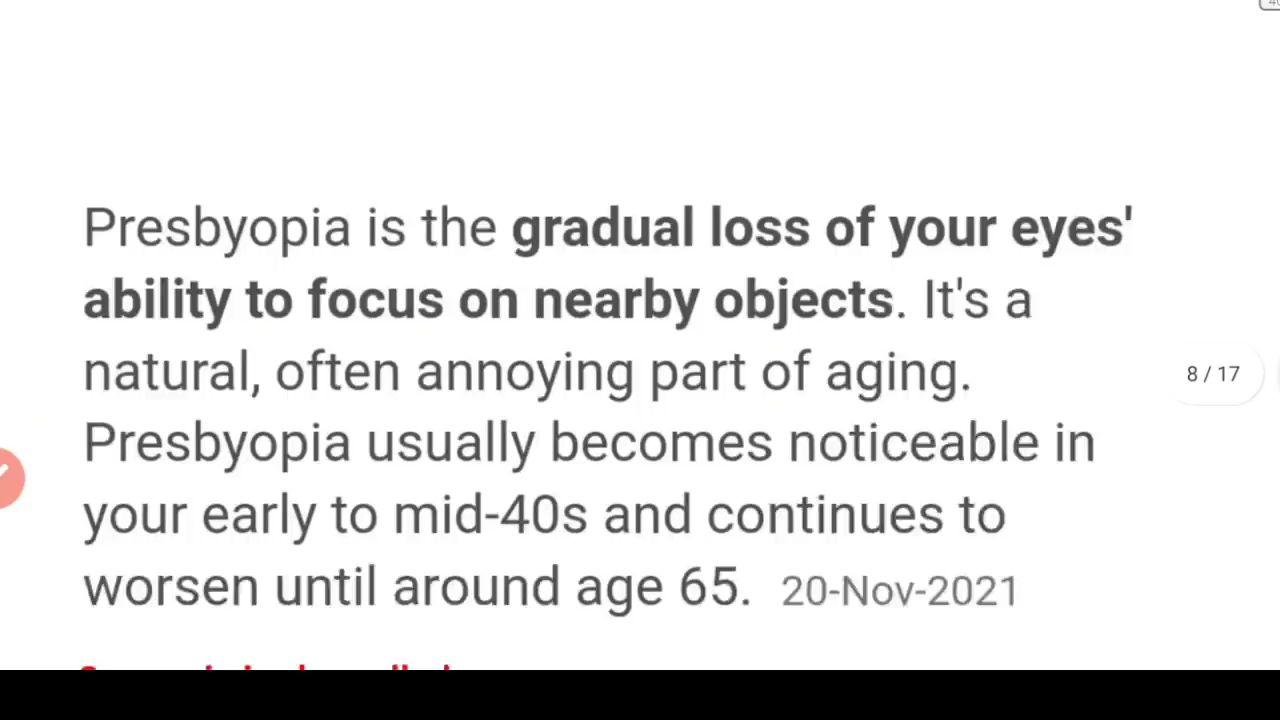 Presbyopia is the gradual loss of your eyes'
ability to focus on nearby objects. It's a
natural, often annoying part of aging.
8 / 17
Presbyopia usually becomes noticeable in
your early to mid-40s and continues to
worsen until around age 65. 20-Nov-2021